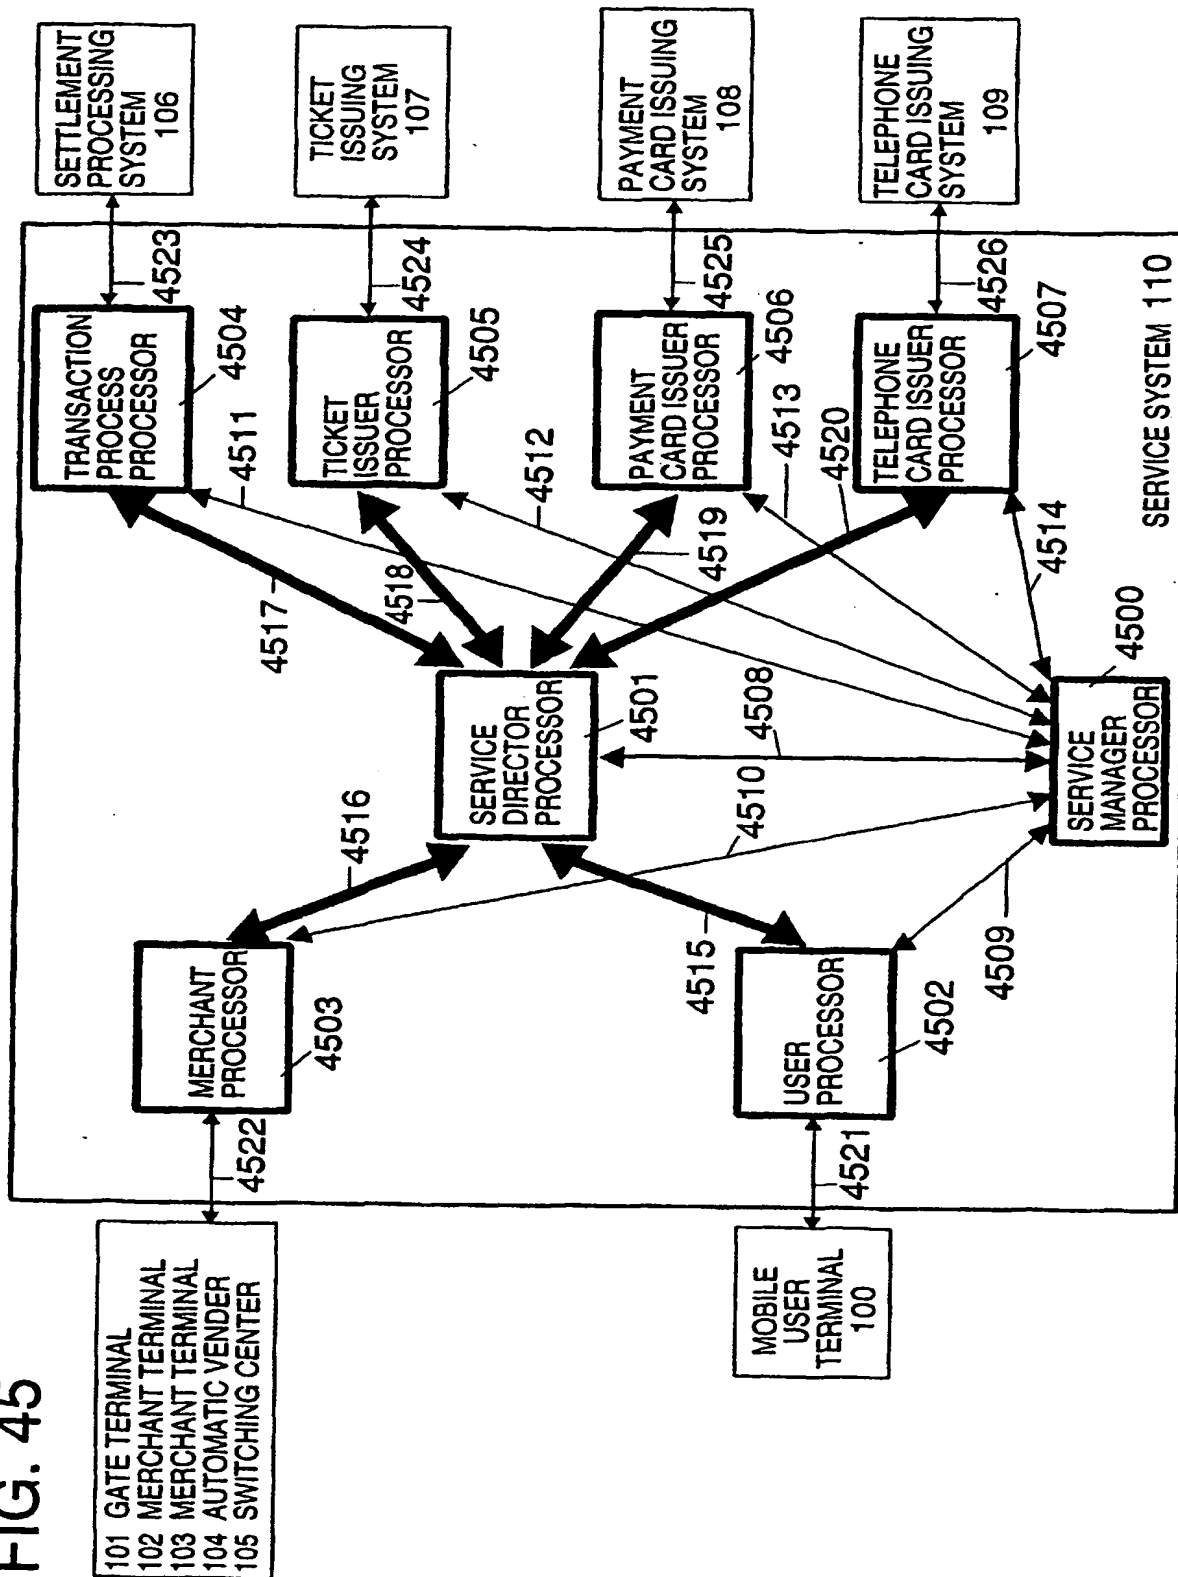 FIG. 45
101 GATE TERMINAL
102 MERCHANT TERMINAL
103 MERCHANT TERMINAL
104 AUTOMATIC VENDER
105 SWITCHING CENTER
4522
MERCHANT
PROCESSOR
4503
4516
MOBILE
USER
TERMINAL
100
4521
USER
PROCESSOR
4502
4515
4509
4510
SERVICE
DIRECTOR
PROCESSOR
4501
4508
SERVICE
MANAGER
PROCESSOR
4500
4517
4518
4519
4520
4511
4512
4513
4514
TRANSACTION
PROCESS
PROCESSOR
4504
TICKET
ISSUER
PROCESSOR
4505
PAYMENT
CARD ISSUER
PROCESSOR
4506
TELEPHONE
CARD ISSUER
PROCESSOR
4507
SERVICE SYSTEM 110
4523
4524
4525
4526
SETTLEMENT
PROCESSING
SYSTEM
106
TICKET
ISSUING
SYSTEM
107
PAYMENT
CARD ISSUING
SYSTEM
108
TELEPHONE
CARD ISSUING
SYSTEM
109